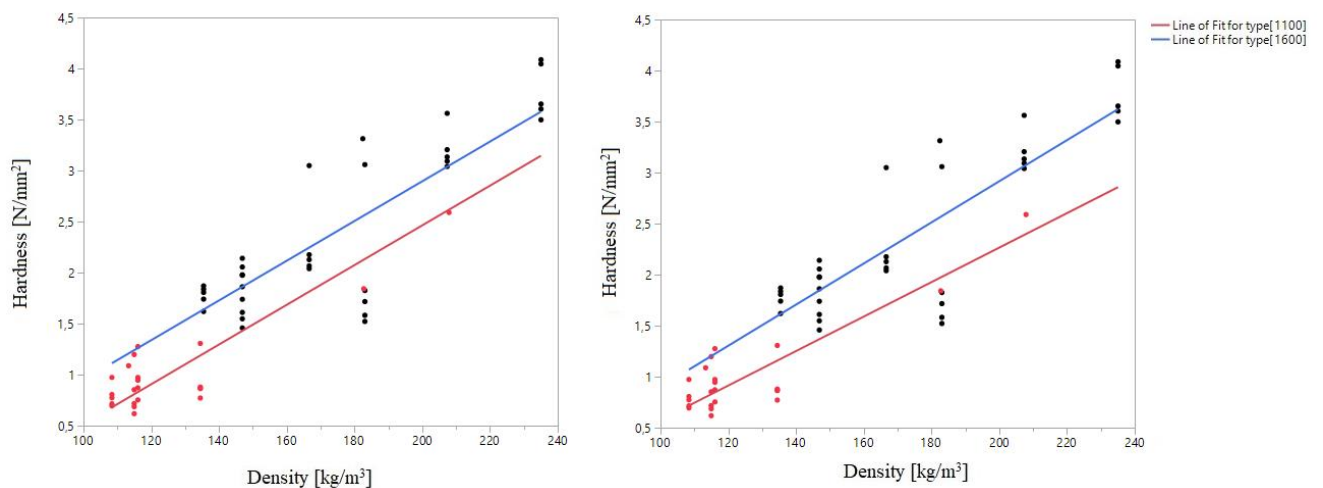 4,5
4
3,5
3
2,5
2
1,5
1
0,5
Hardness [N/mm²]
100 120 140 160 180 200 220 240
Density [kg/m³]
4,5
4
3,5
3
2,5
2
1,5
1
0,5
Hardness [N/mm²]
100 120 140 160 180 200 220 240
Density [kg/m³]
Line of Fit for type[1100]
Line of Fit for type[1600]